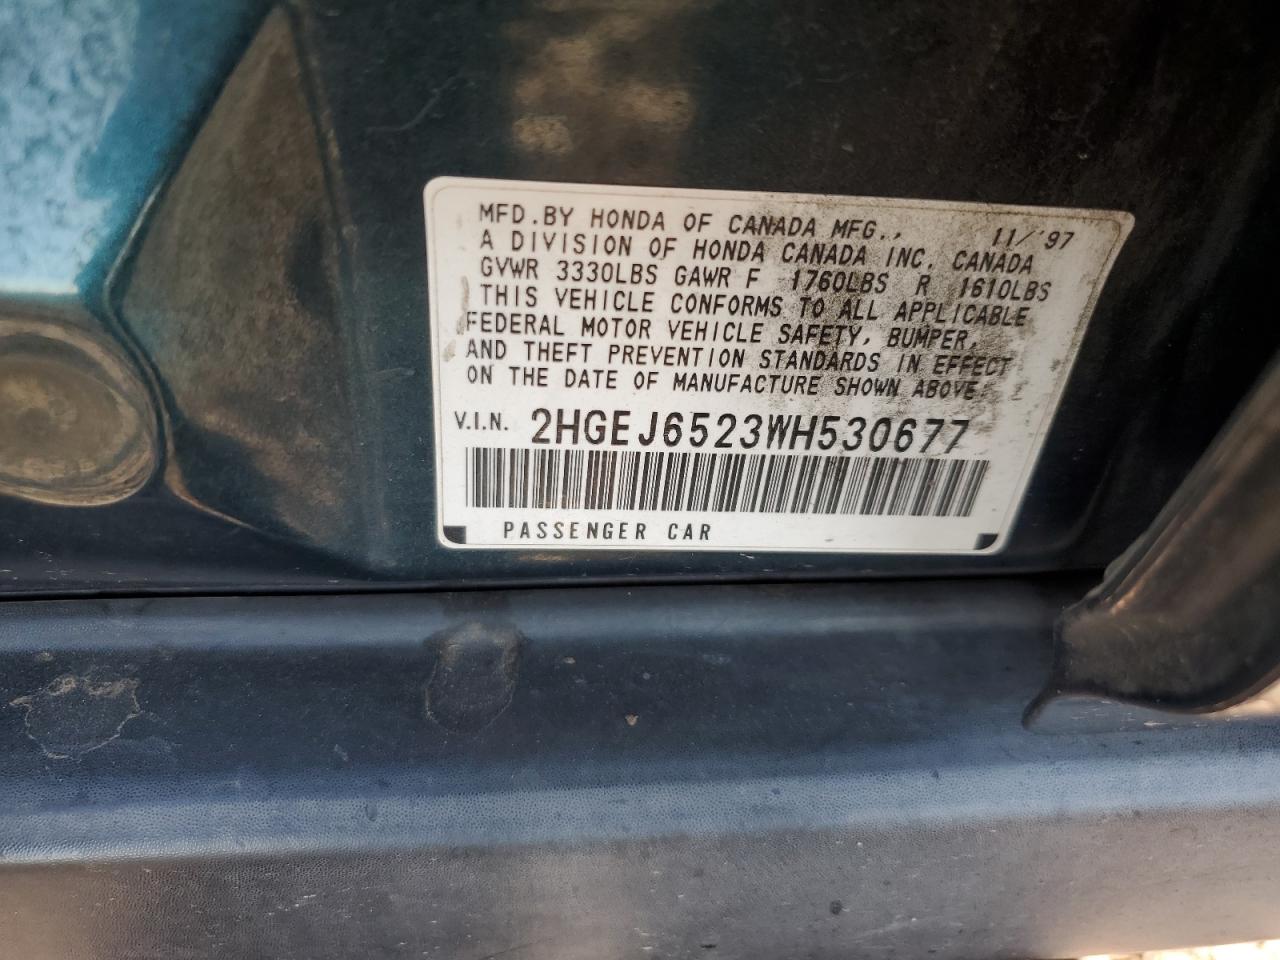 MFD.BY HONDA OF CANADA MFG., 11/'97
A DIVISION OF HONDA CANADA INC, CANADA
GVWR 3330LBS GAWR F 1760LBS R 1610LBS
THIS VEHICLE CONFORMS TO ALL APPLICABLE
FEDERAL MOTOR VEHICLE SAFETY, BUMPER,
AND THEFT PREVENTION STANDARDS IN EFFECT
ON THE DATE OF MANUFACTURE SHOWN ABOVE.
V.I.N. 2HGEJ6523WH530677
PASSENGER CAR